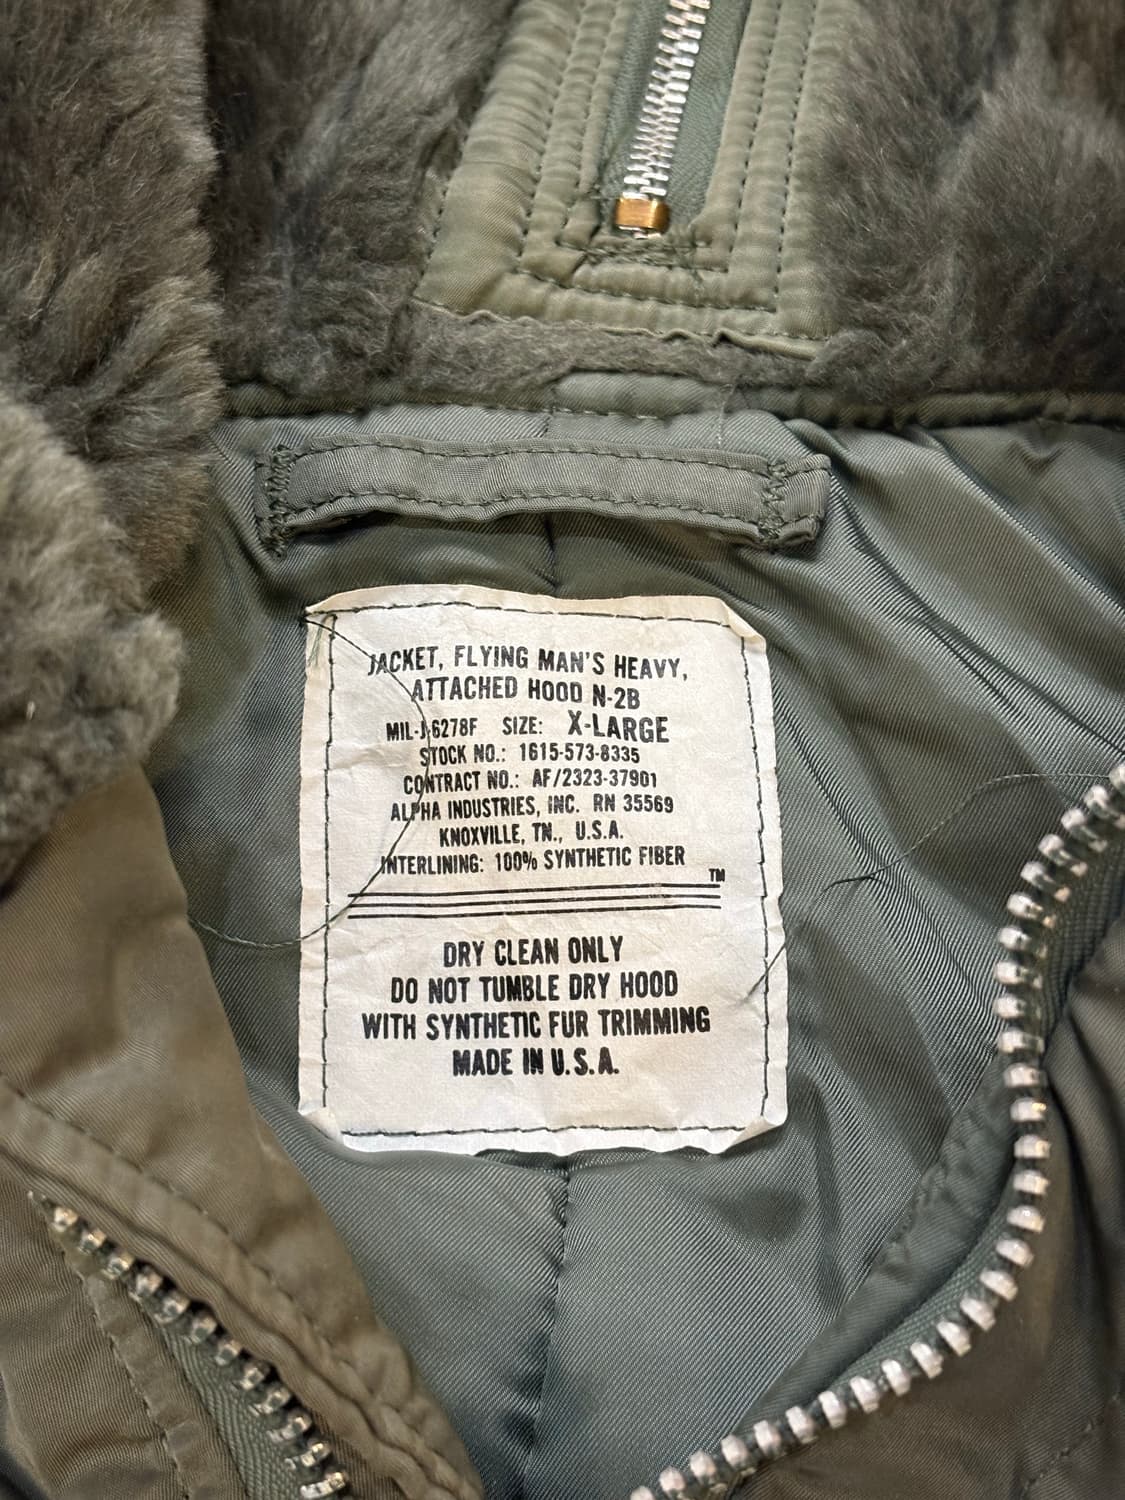 JACKET, FLYING MAN'S HEAVY,
ATTACHED HOOD N-2B
MIL-J-6278F SIZE: X-LARGE
STOCK NO.: 1615-573-8335
CONTRACT NO.: AF/2323-37901
ALPHA INDUSTRIES, INC. RN 35569
KNOXVILLE, TN., U.S.A.
INTERLINING: 100% SYNTHETIC FIBER
TM
DRY CLEAN ONLY
DO NOT TUMBLE DRY HOOD
WITH SYNTHETIC FUR TRIMMING
MADE IN U.S.A.